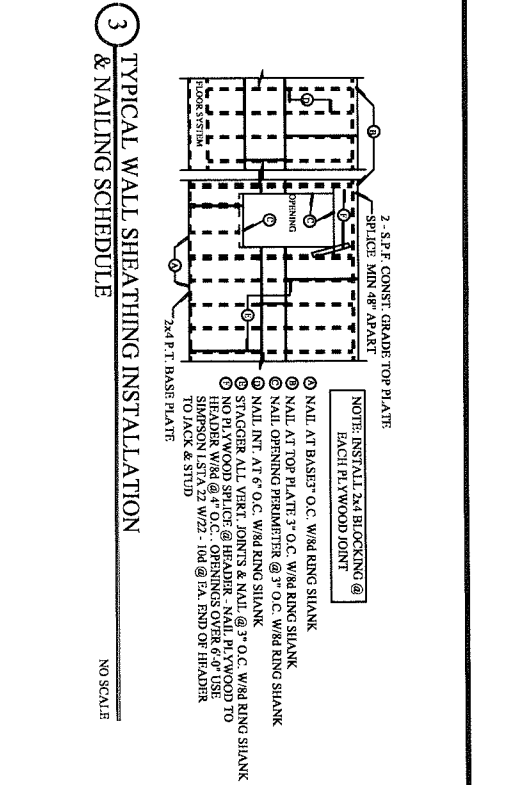 2 - S.P.F. CONST. GRADE TOP PLATE
SPLICE MIN 48" APART
B
D
F
C
C
OPENING
FLOOR SYSTEM
E
A
2x4 P.T. BASE PLATE
NOTE: INSTALL 2x4 BLOCKING @
EACH PLYWOOD JOINT
A NAIL AT BASE3" O.C. W/8d RING SHANK
B NAIL AT TOP PLATE 3" O.C. W/8d RING SHANK
C NAIL OPENING PERIMETER @ 3" O.C. W/8d RING SHANK
D NAIL INT. AT 6" O.C. W/8d RING SHANK
E STAGGER ALL VERT. JOINTS & NAIL @ 3" O.C. W/8d RING SHANK
F NO PLYWOOD SPLICE @ HEADER - NAIL PLYWOOD TO
HEADER W/8d @ 4" O.C.. OPENINGS OVER 6'-0" USE
SIMPSON LSTA 22 W/22 - 10d @ EA. END OF HEADER
TO JACK & STUD
3
TYPICAL WALL SHEATHING INSTALLATION
& NAILING SCHEDULE
NO SCALE